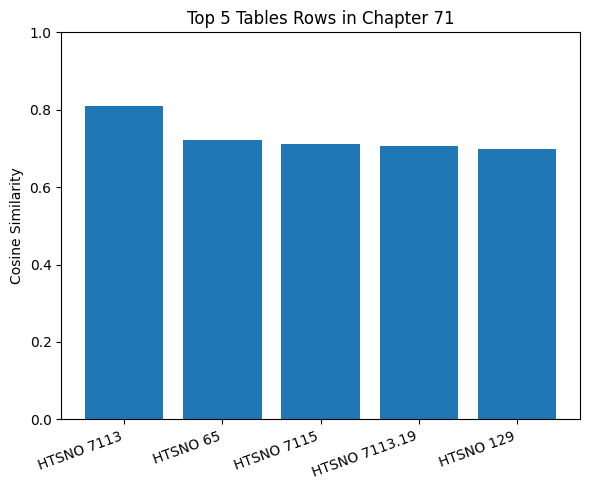 Top 5 Tables Rows in Chapter 71
1.0
0.8
0.6
0.4
0.2
0.0
Cosine Similarity
HTSNO 7113
HTSNO 65
HTSNO 7115
HTSNO 7113.19
HTSNO 129